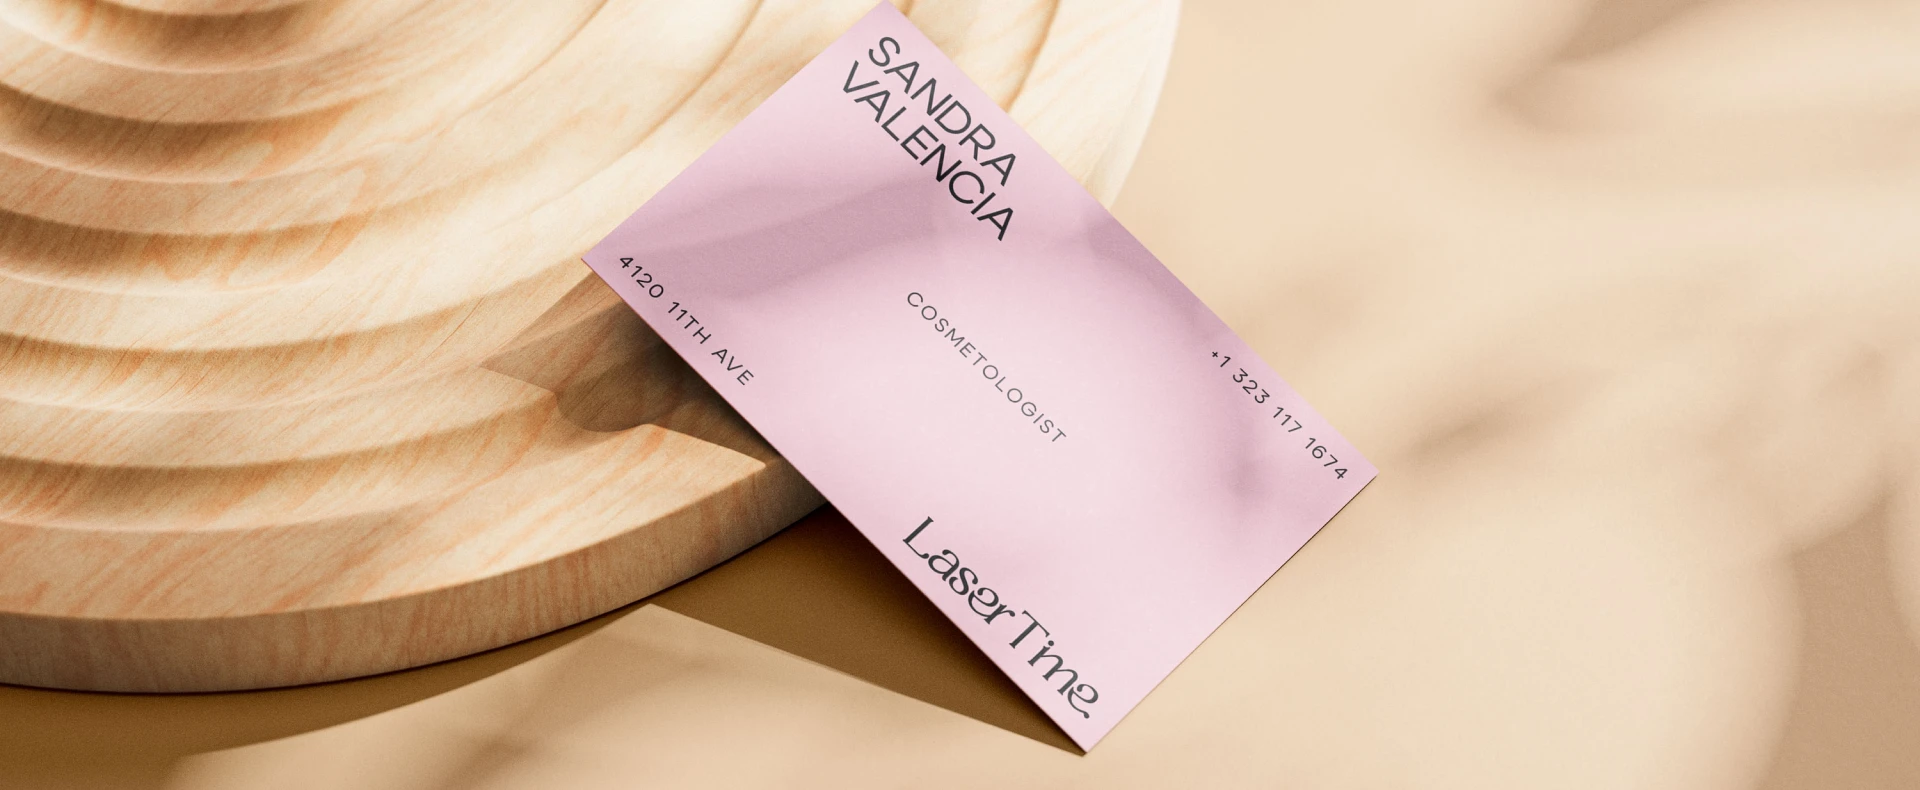 SANDRA
VALENCIA
4120 11TH AVE
COSMETOLOGIST
+1 323 117 1674
LaserTime